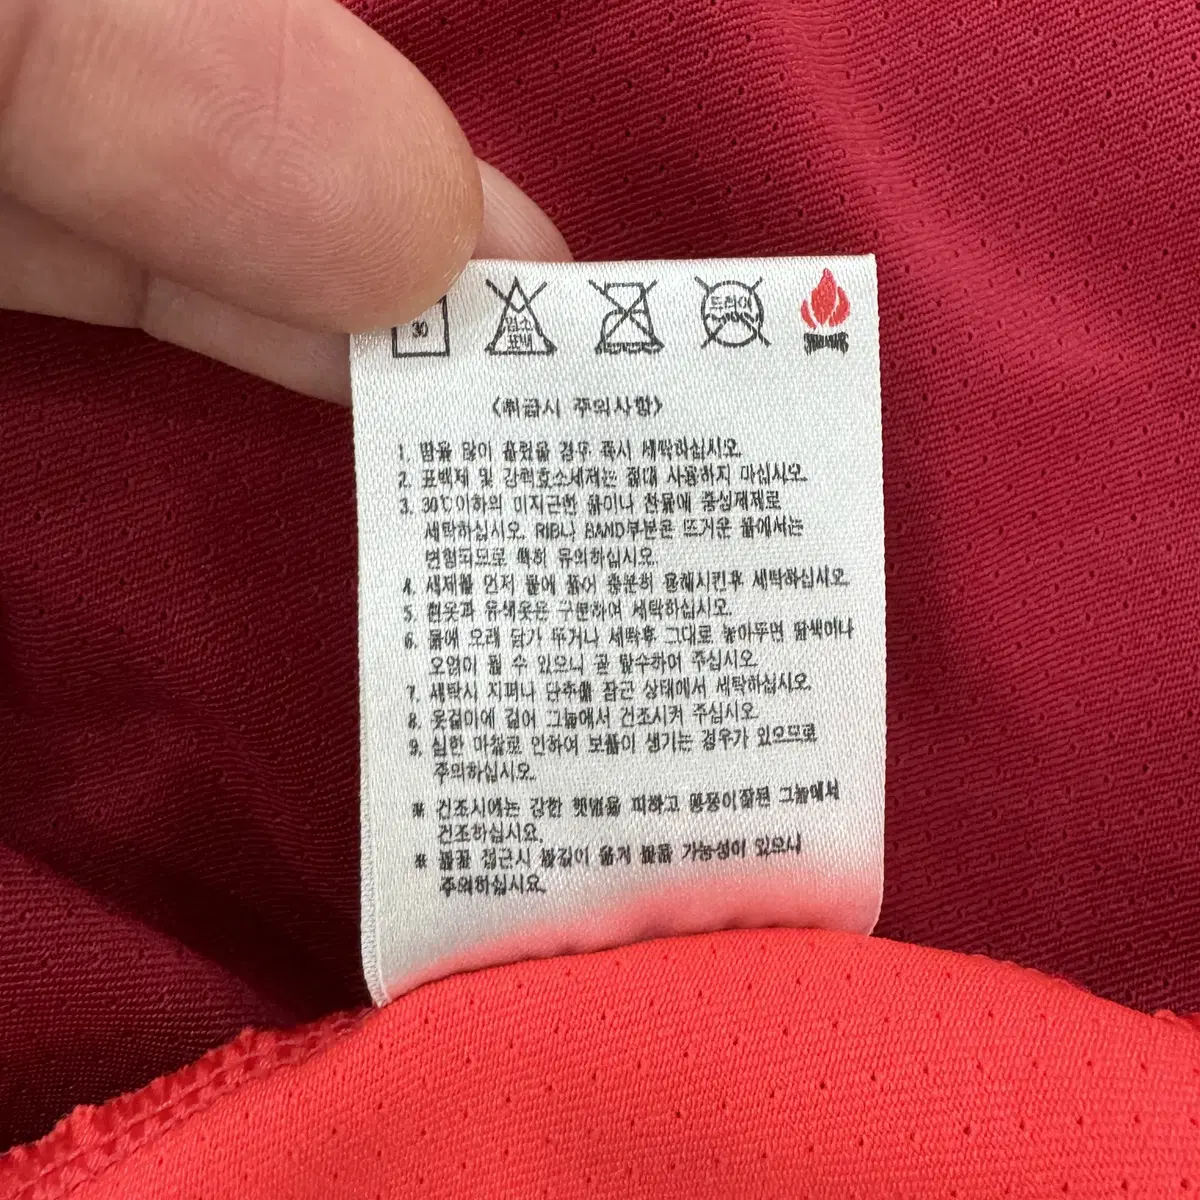 30
염소
표백
드라이
<취급시 주의사항>
1. 땀을 많이 흘렸을 경우 즉시 세탁하십시오.
2. 표백제 및 강력효소세제는 절대 사용하지 마십시오.
3. 30℃이하의 미지근한 물이나 찬물에 중성세제로
세탁하십시오. RIB나 BAND부분은 뜨거운 물에서는
변형되므로 특히 유의하십시오.
4. 세제를 먼저 물에 풀어 충분히 용해시킨후 세탁하십시오.
5. 흰옷과 유색옷은 구분하여 세탁하십시오.
6. 물에 오래 담가 두거나 세탁후 그대로 놓아두면 탈색이나
오염이 될 수 있으니 곧 탈수하여 주십시오.
7. 세탁시 지퍼나 단추를 잠근 상태에서 세탁하십시오.
8. 옷걸이에 걸어 그늘에서 건조시켜 주십시오.
9. 심한 마찰로 인하여 보풀이 생기는 경우가 있으므로
주의하십시오.
※ 건조시에는 강한 햇볕을 피하고 통풍이잘된 그늘에서
건조하십시요.
※ 불꽃 접근시 불길이 옮겨 붙을 가능성이 있으니
주의하십시요.